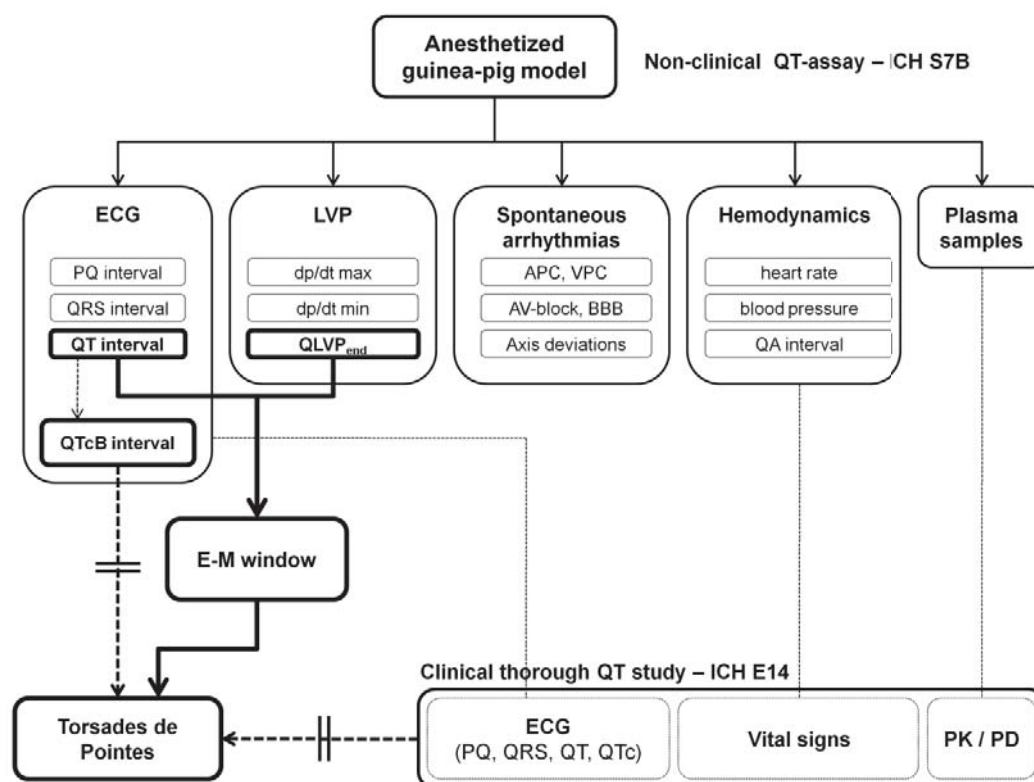 Anesthetized
guinea-pig model
Non-clinical QT-assay – ICH S7B
ECG
PQ interval
QRS interval
QT interval
QTcB interval
LVP
dp/dt max
dp/dt min
QLVPend
Spontaneous
arrhythmias
APC, VPC
AV-block, BBB
Axis deviations
Hemodynamics
heart rate
blood pressure
QA interval
Plasma
samples
E-M window
Torsades de
Pointes
Clinical thorough QT study – ICH E14
ECG
(PQ, QRS, QT, QTc)
Vital signs
PK / PD